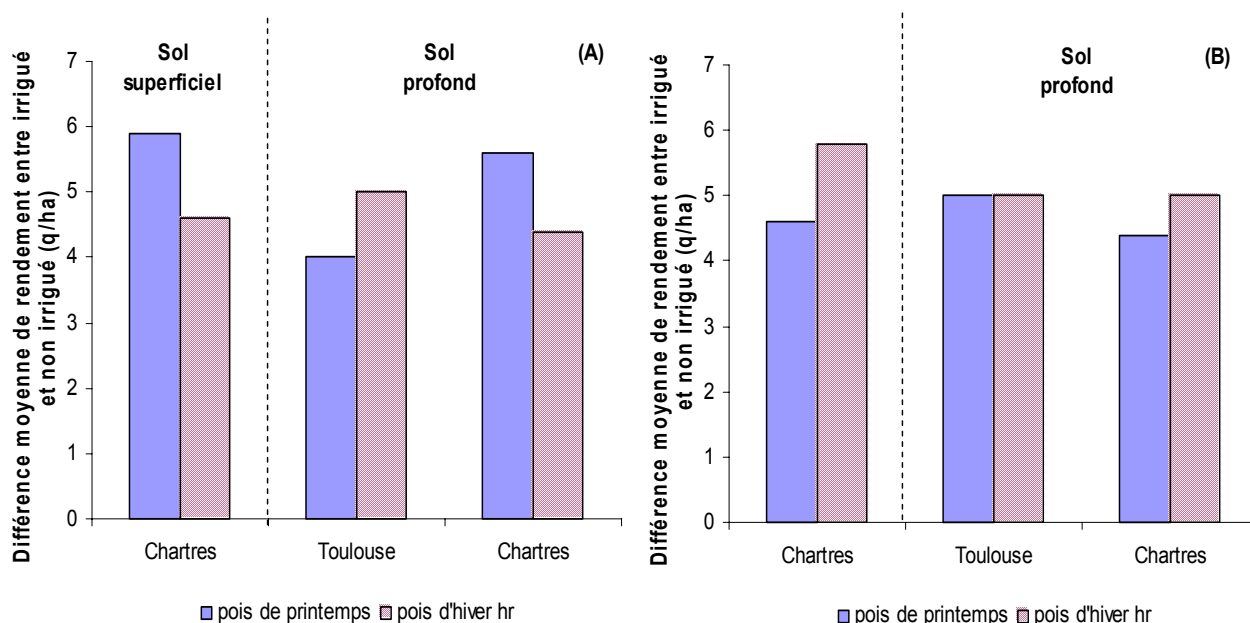 Différence moyenne de rendement entre irrigué
et non irrigué (q/ha)
Sol
superficiel
Sol
profond
(A)
7
6
5
4
3
2
1
0
Chartres
Toulouse
Chartres
pois de printemps
pois d'hiver hr
Différence moyenne de rendement entre irrigué
et non irrigué (q/ha)
Sol
profond
(B)
7
6
5
4
3
2
1
0
Chartres
Toulouse
Chartres
pois de printemps
pois d'hiver hr